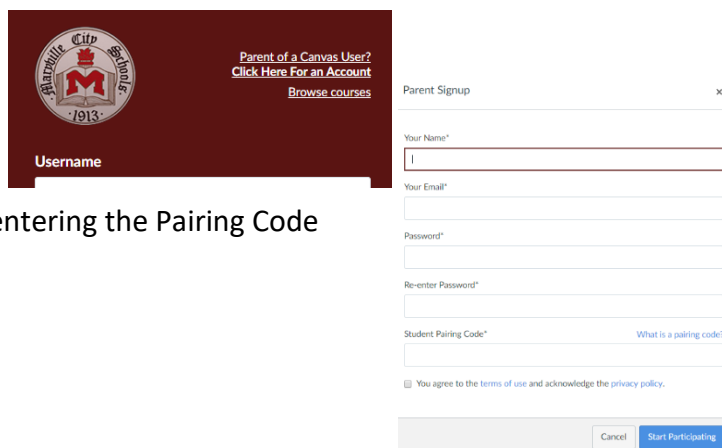 Maryville City Schools
M
·1913·
Parent of a Canvas User?
Click Here For an Account
Browse courses
Username
entering the Pairing Code
Parent Signup
×
Your Name*
Your Email*
Password*
Re-enter Password*
Student Pairing Code* What is a pairing code?
You agree to the terms of use and acknowledge the privacy policy.
Cancel Start Participating